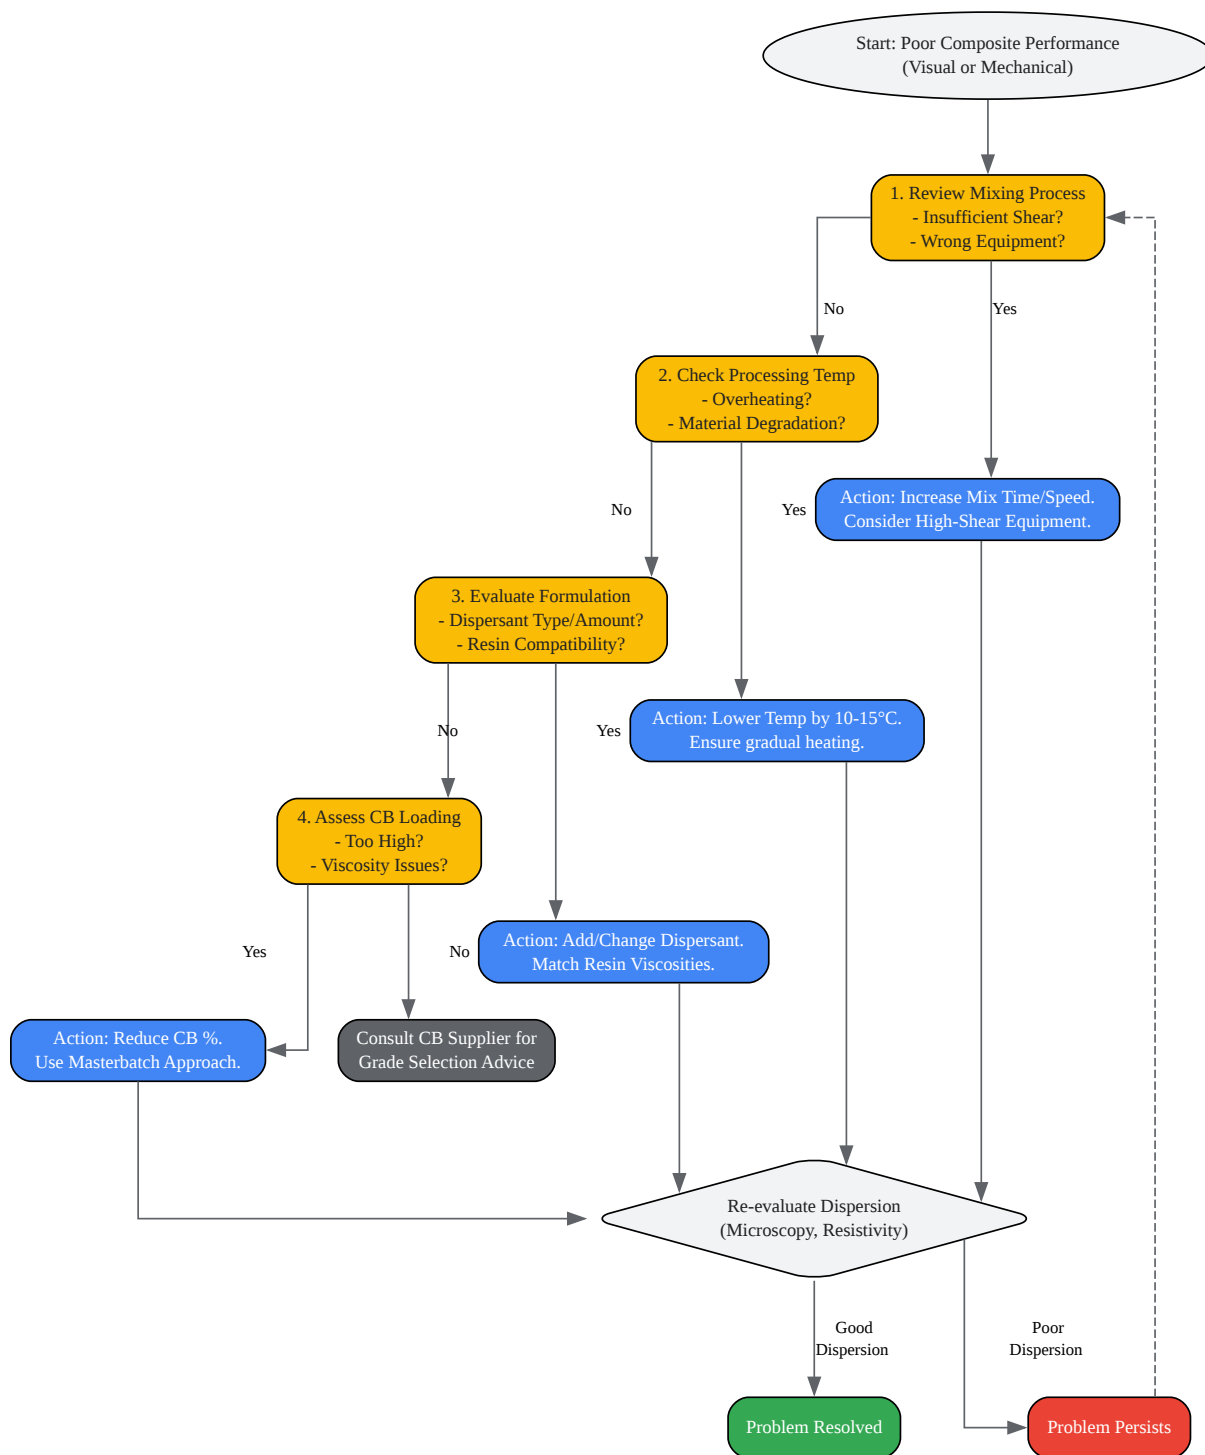 Start: Poor Composite Performance
(Visual or Mechanical)
1. Review Mixing Process
- Insufficient Shear?
- Wrong Equipment?
No
Yes
2. Check Processing Temp
- Overheating?
- Material Degradation?
Action: Increase Mix Time/Speed.
Consider High-Shear Equipment.
No
Yes
3. Evaluate Formulation
- Dispersant Type/Amount?
- Resin Compatibility?
Action: Lower Temp by 10-15°C.
Ensure gradual heating.
No
Yes
4. Assess CB Loading
- Too High?
- Viscosity Issues?
Action: Add/Change Dispersant.
Match Resin Viscosities.
Yes
No
Action: Reduce CB %.
Use Masterbatch Approach.
Consult CB Supplier for
Grade Selection Advice
Re-evaluate Dispersion
(Microscopy, Resistivity)
Good
Dispersion
Poor
Dispersion
Problem Resolved
Problem Persists